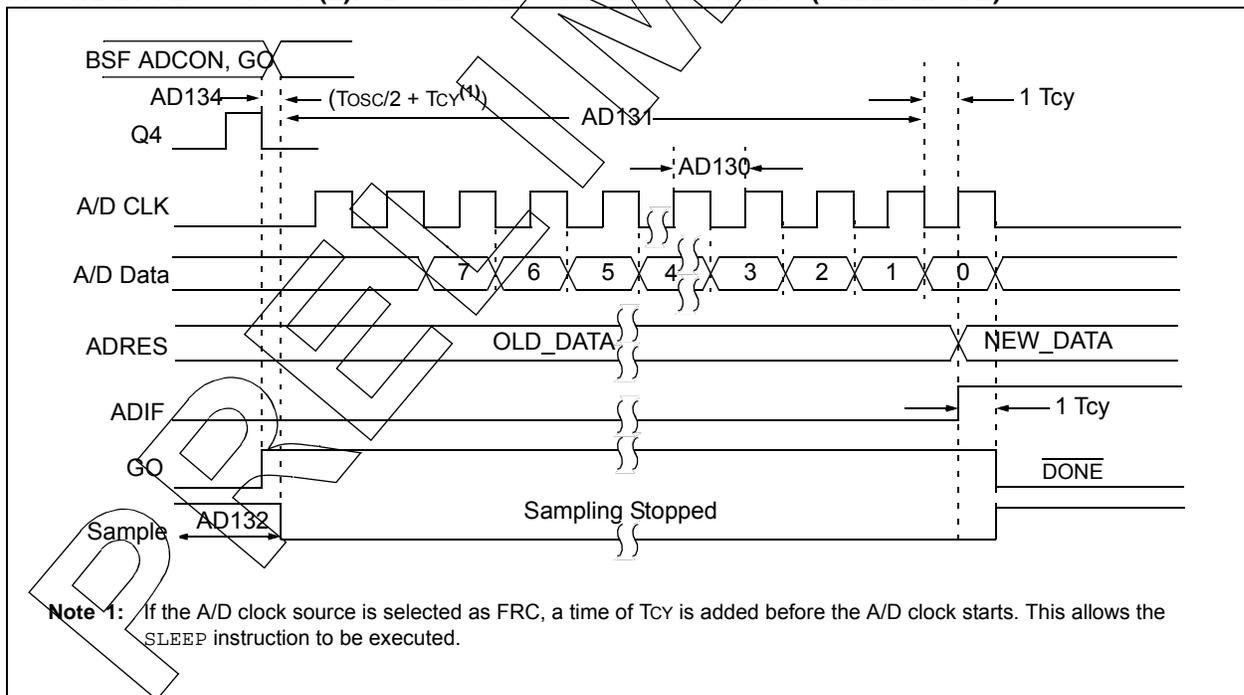 BSF ADCON, GO
AD134 (TOSC/2 + TCY(1)) 1 Tcy
AD131
Q4
AD130
A/D CLK
A/D Data 7 6 5 4 3 2 1 0
ADRES OLD_DATA NEW_DATA
ADIF 1 Tcy
GO DONE
Sampling Stopped
Sample AD132
Note 1: If the A/D clock source is selected as FRC, a time of TCY is added before the A/D clock starts. This allows the
SLEEP instruction to be executed.
PRELIM